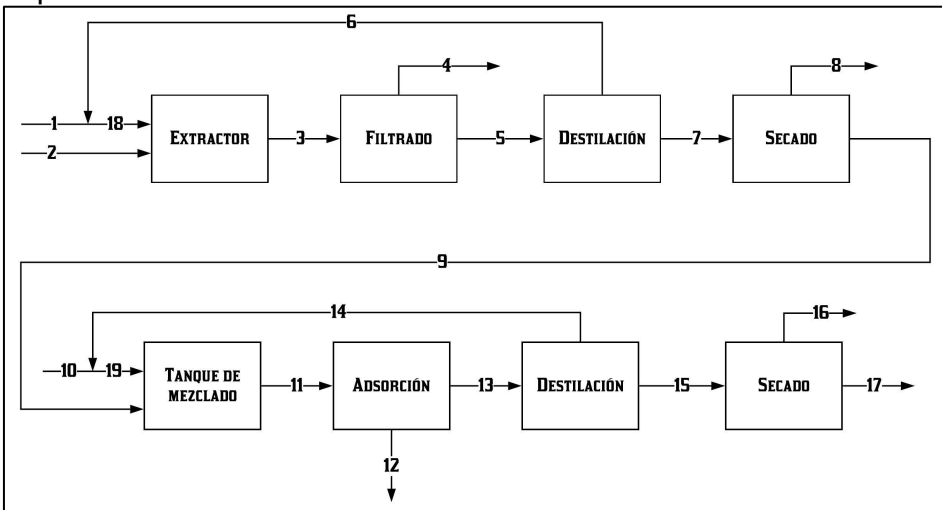 6
4
8
1
18
EXTRACTOR
3
FILTRADO
5
DESTILACIÓN
7
SECADO
2
9
14
16
10
19
TANQUE DE
MEZCLADO
11
ADSORCIÓN
13
DESTILACIÓN
15
SECADO
17
12